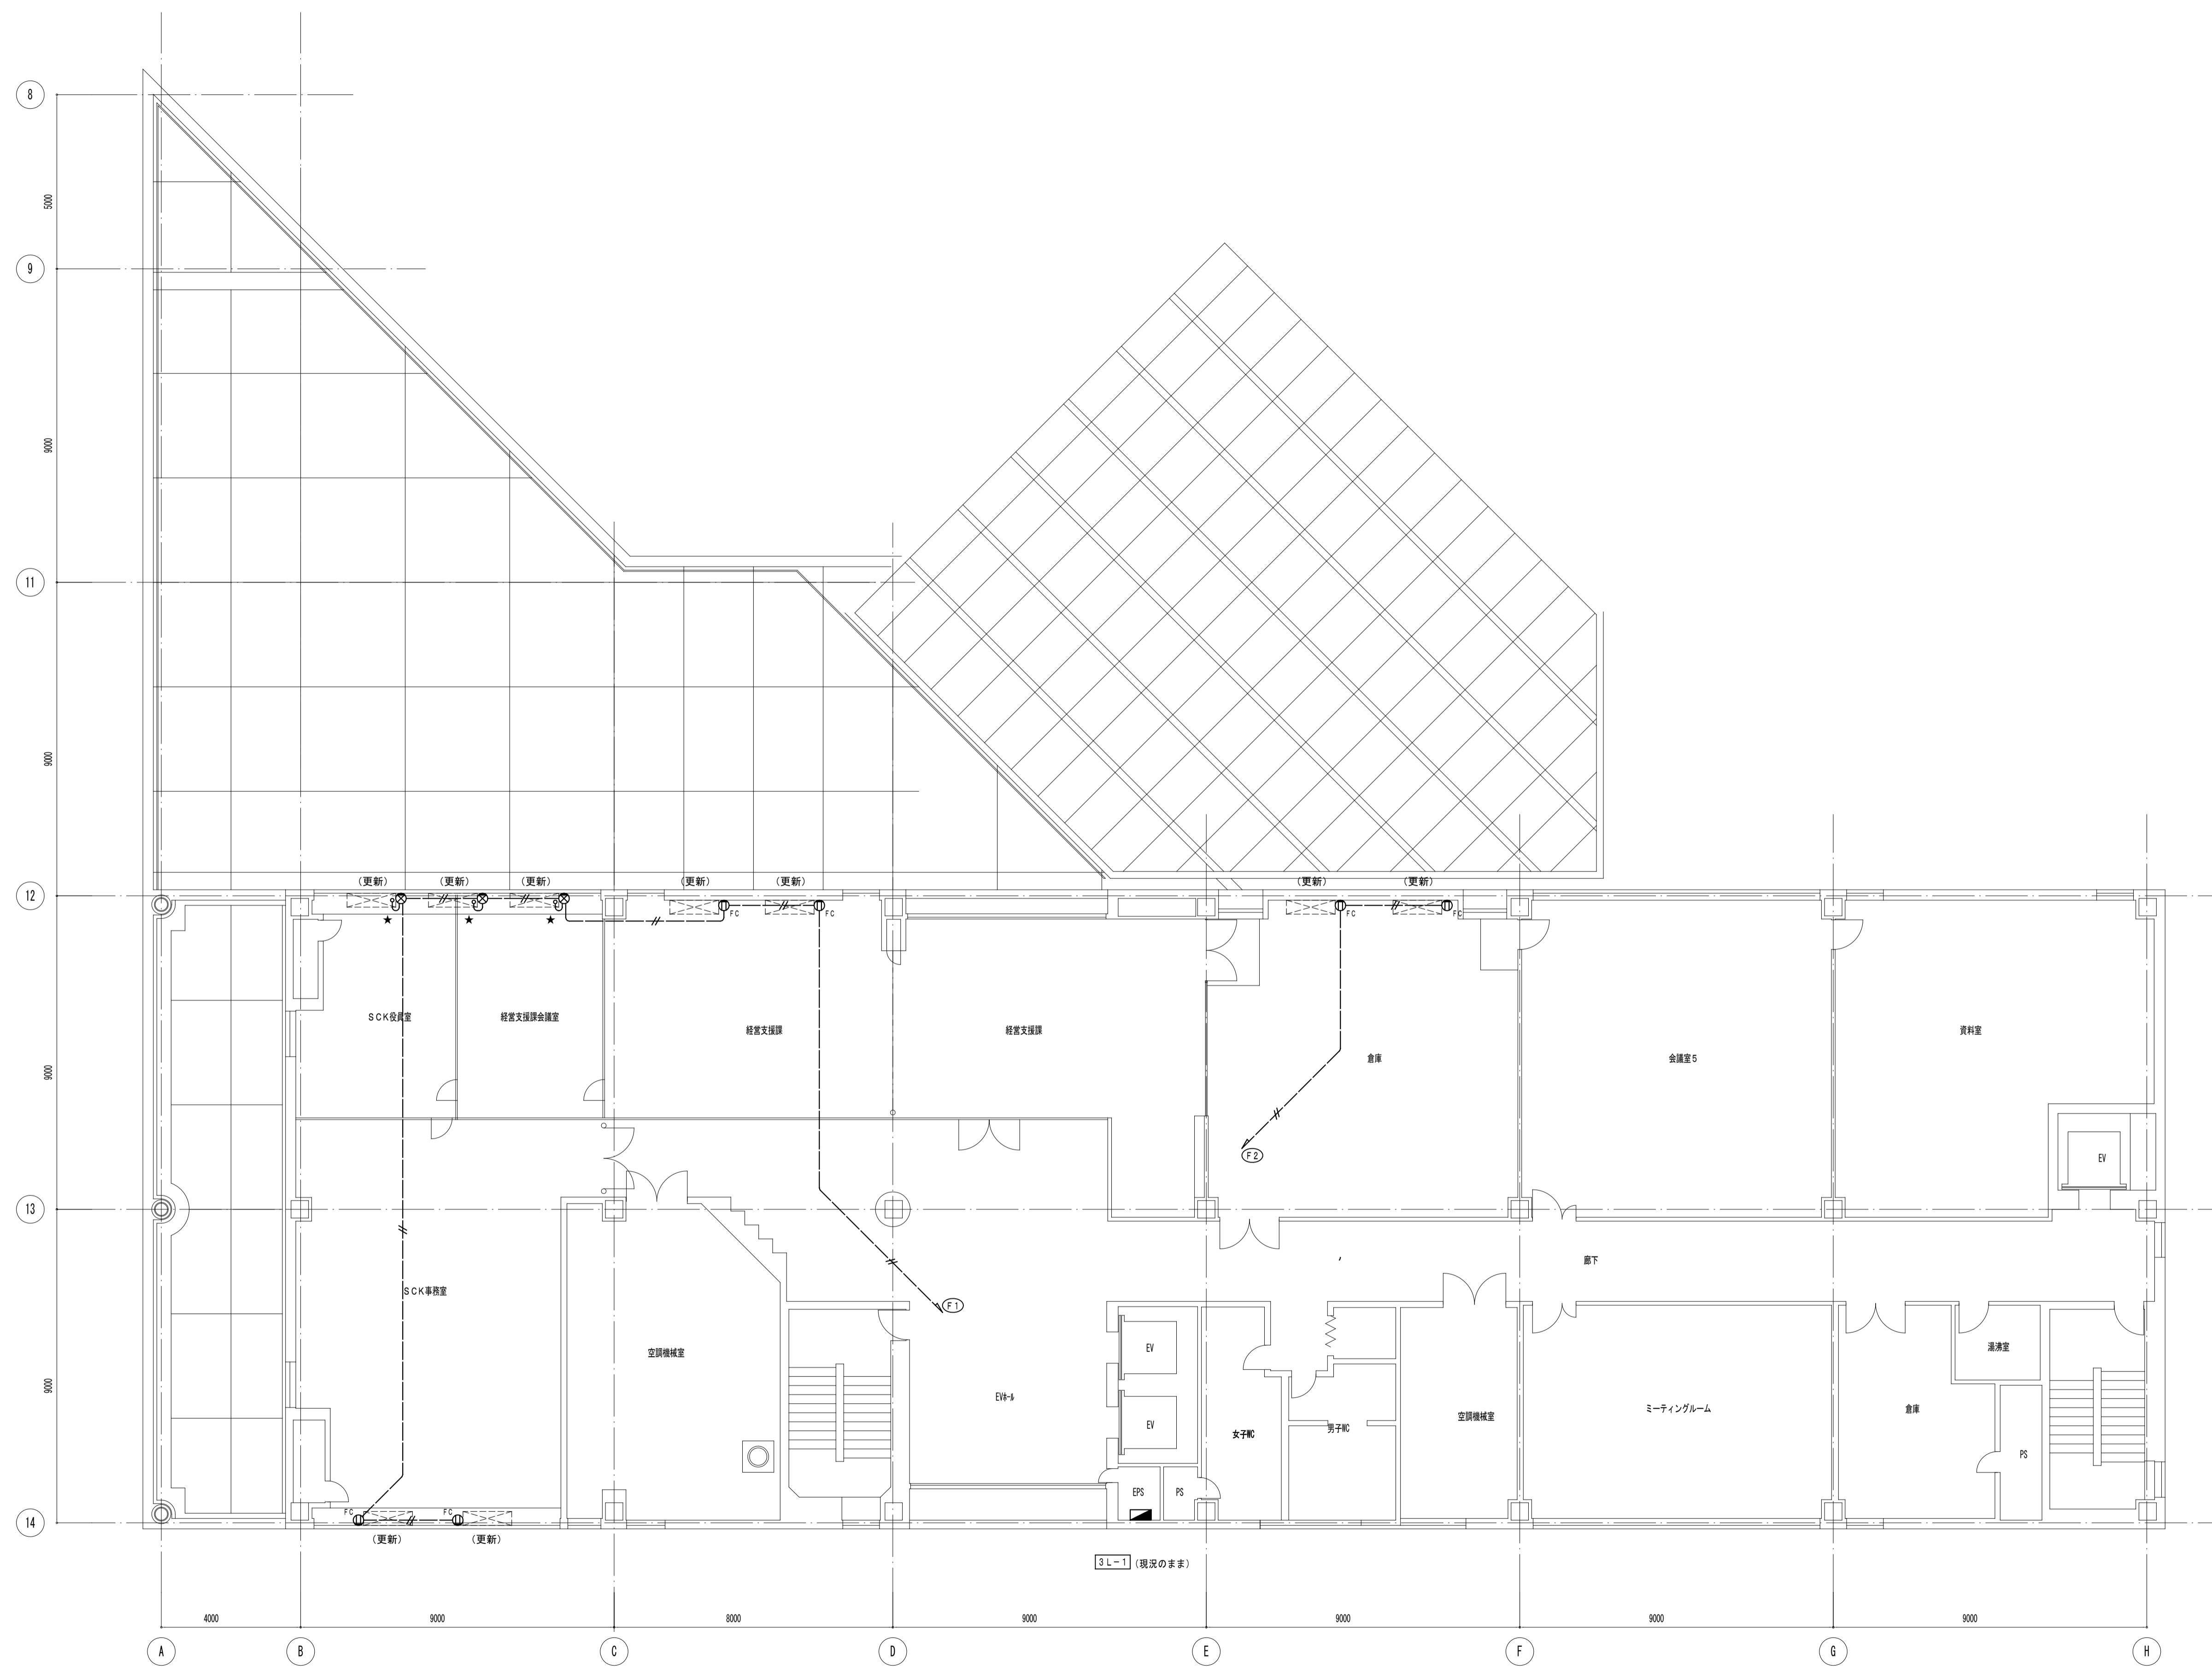 8
5000
9
9000
11
9000
12
(更新)
(更新)
(更新)
(更新)
(更新)
(更新)
(更新)
★
★
★
FC
FC
FC
FC
9000
SCK役員室
経営支援課会議室
経営支援課
経営支援課
倉庫
会議室5
資料室
F2
EV
13
廊下
SCK事務室
F1
9000
空調機械室
EV
湯沸室
EVホール
EV
女子WC
男子WC
空調機械室
ミーティングルーム
倉庫
PS
EPS
PS
FC
FC
14
(更新)
(更新)
3L-1 (現況のまま)
4000
9000
8000
9000
9000
9000
9000
A
B
C
D
E
F
G
H